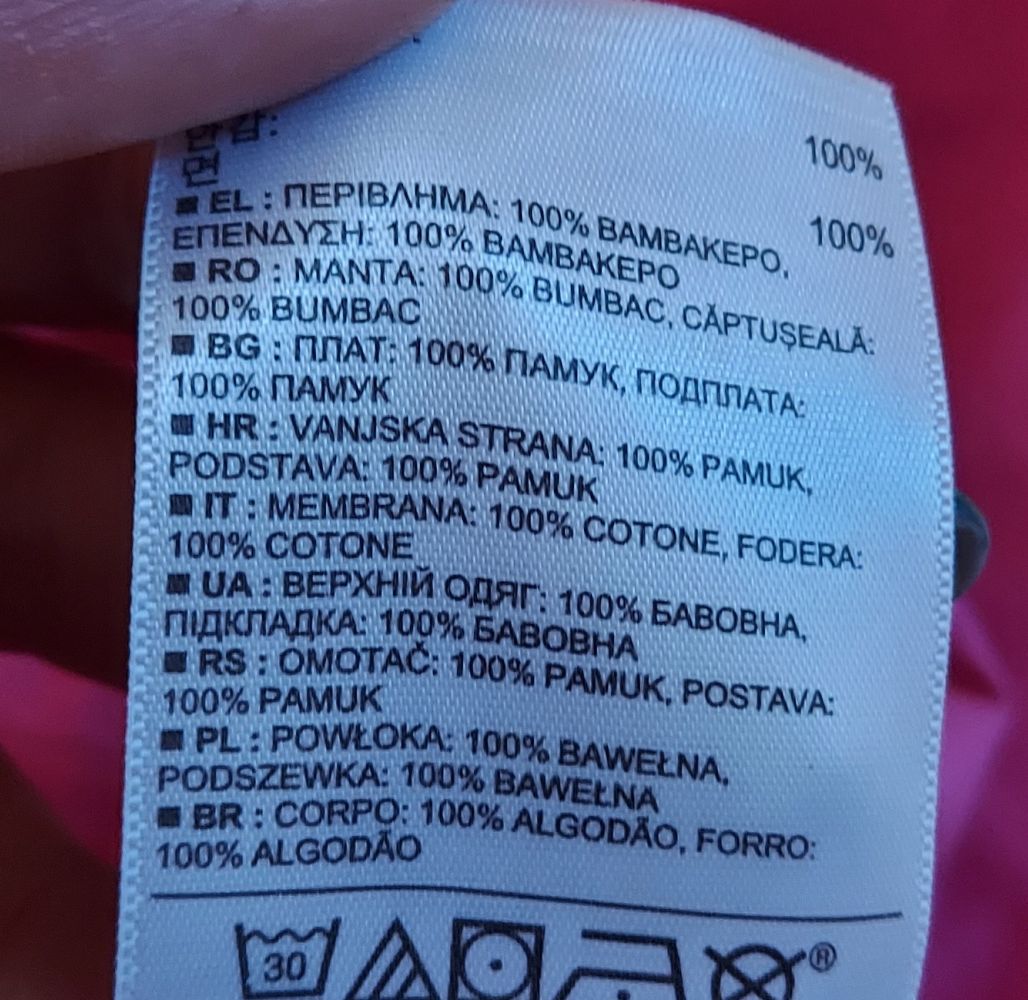 안감:
면 100%
■ EL : ΠΕΡΙΒΛΗΜΑ: 100% ΒΑΜΒΑΚΕΡΟ, 100%
ΕΠΕΝΔΥΣΗ: 100% ΒΑΜΒΑΚΕΡΟ
■ RO : MANTA: 100% BUMBAC, CĂPTUȘEALĂ:
100% BUMBAC
■ BG : ПЛАТ: 100% ПАМУК, ПОДПЛАТА:
100% ПАМУК
■ HR : VANJSKA STRANA: 100% PAMUK,
PODSTAVA: 100% PAMUK
■ IT : MEMBRANA: 100% COTONE, FODERA:
100% COTONE
■ UA : ВЕРХНІЙ ОДЯГ: 100% БАВОВНА,
ПІДКЛАДКА: 100% БАВОВНА
■ RS : OMOTAČ: 100% PAMUK, POSTAVA:
100% PAMUK
■ PL : POWŁOKA: 100% BAWEŁNA,
PODSZEWKA: 100% BAWEŁNA
■ BR : CORPO: 100% ALGODÃO, FORRO:
100% ALGODÃO
30 ®